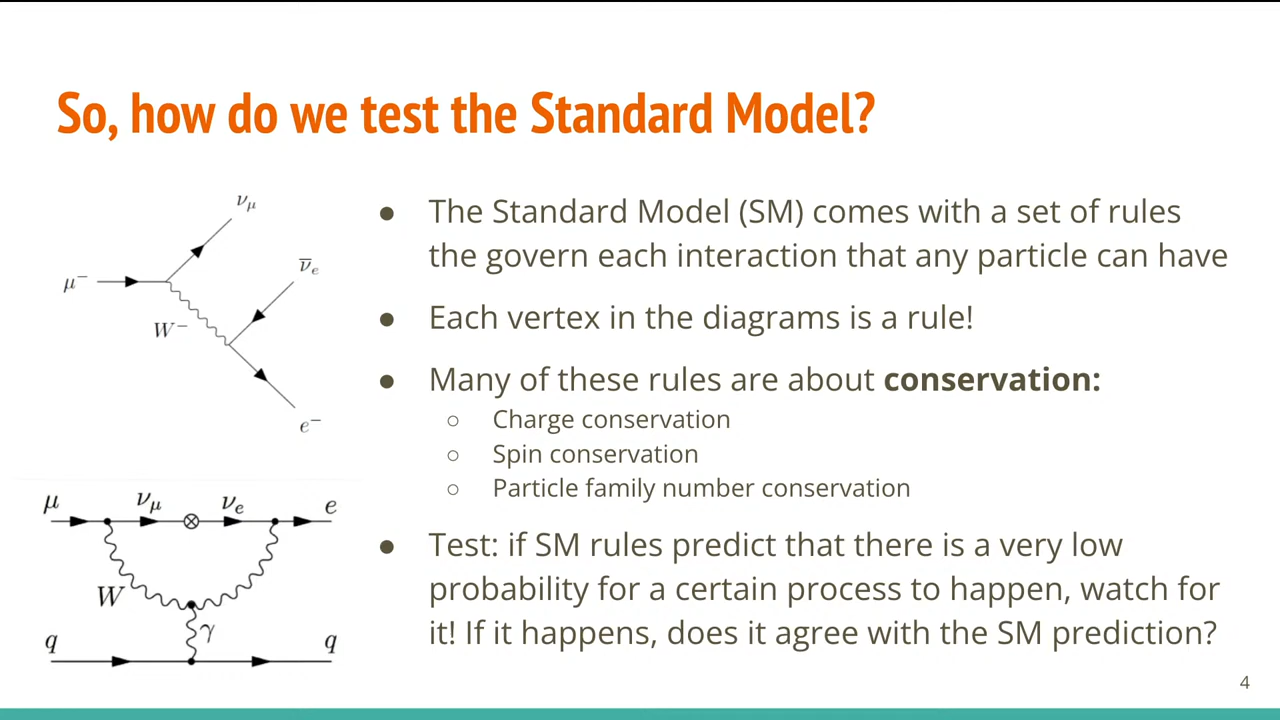 So, how do we test the Standard Model?
ν_μ
ν̅_e
μ⁻
W⁻
e⁻
● The Standard Model (SM) comes with a set of rules
the govern each interaction that any particle can have
● Each vertex in the diagrams is a rule!
● Many of these rules are about conservation:
○ Charge conservation
○ Spin conservation
○ Particle family number conservation
μ ν_μ ν_e e
W
γ
q q
● Test: if SM rules predict that there is a very low
probability for a certain process to happen, watch for
it! If it happens, does it agree with the SM prediction?
4